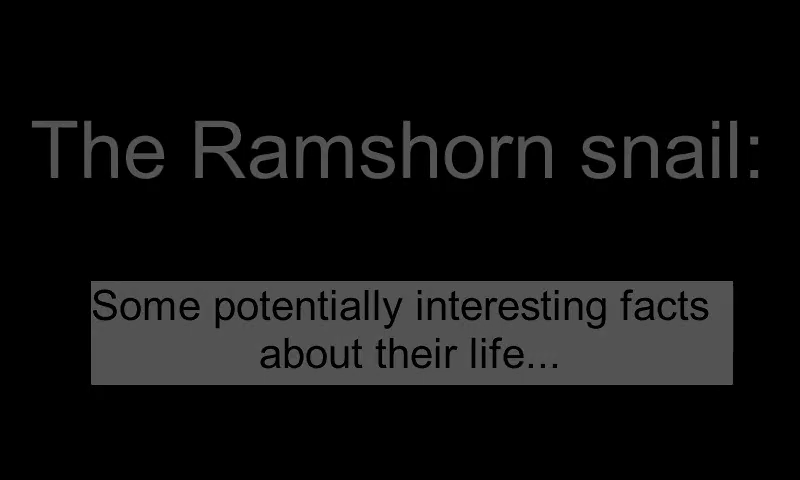 The Ramshorn snail:
Some potentially interesting facts
about their life...